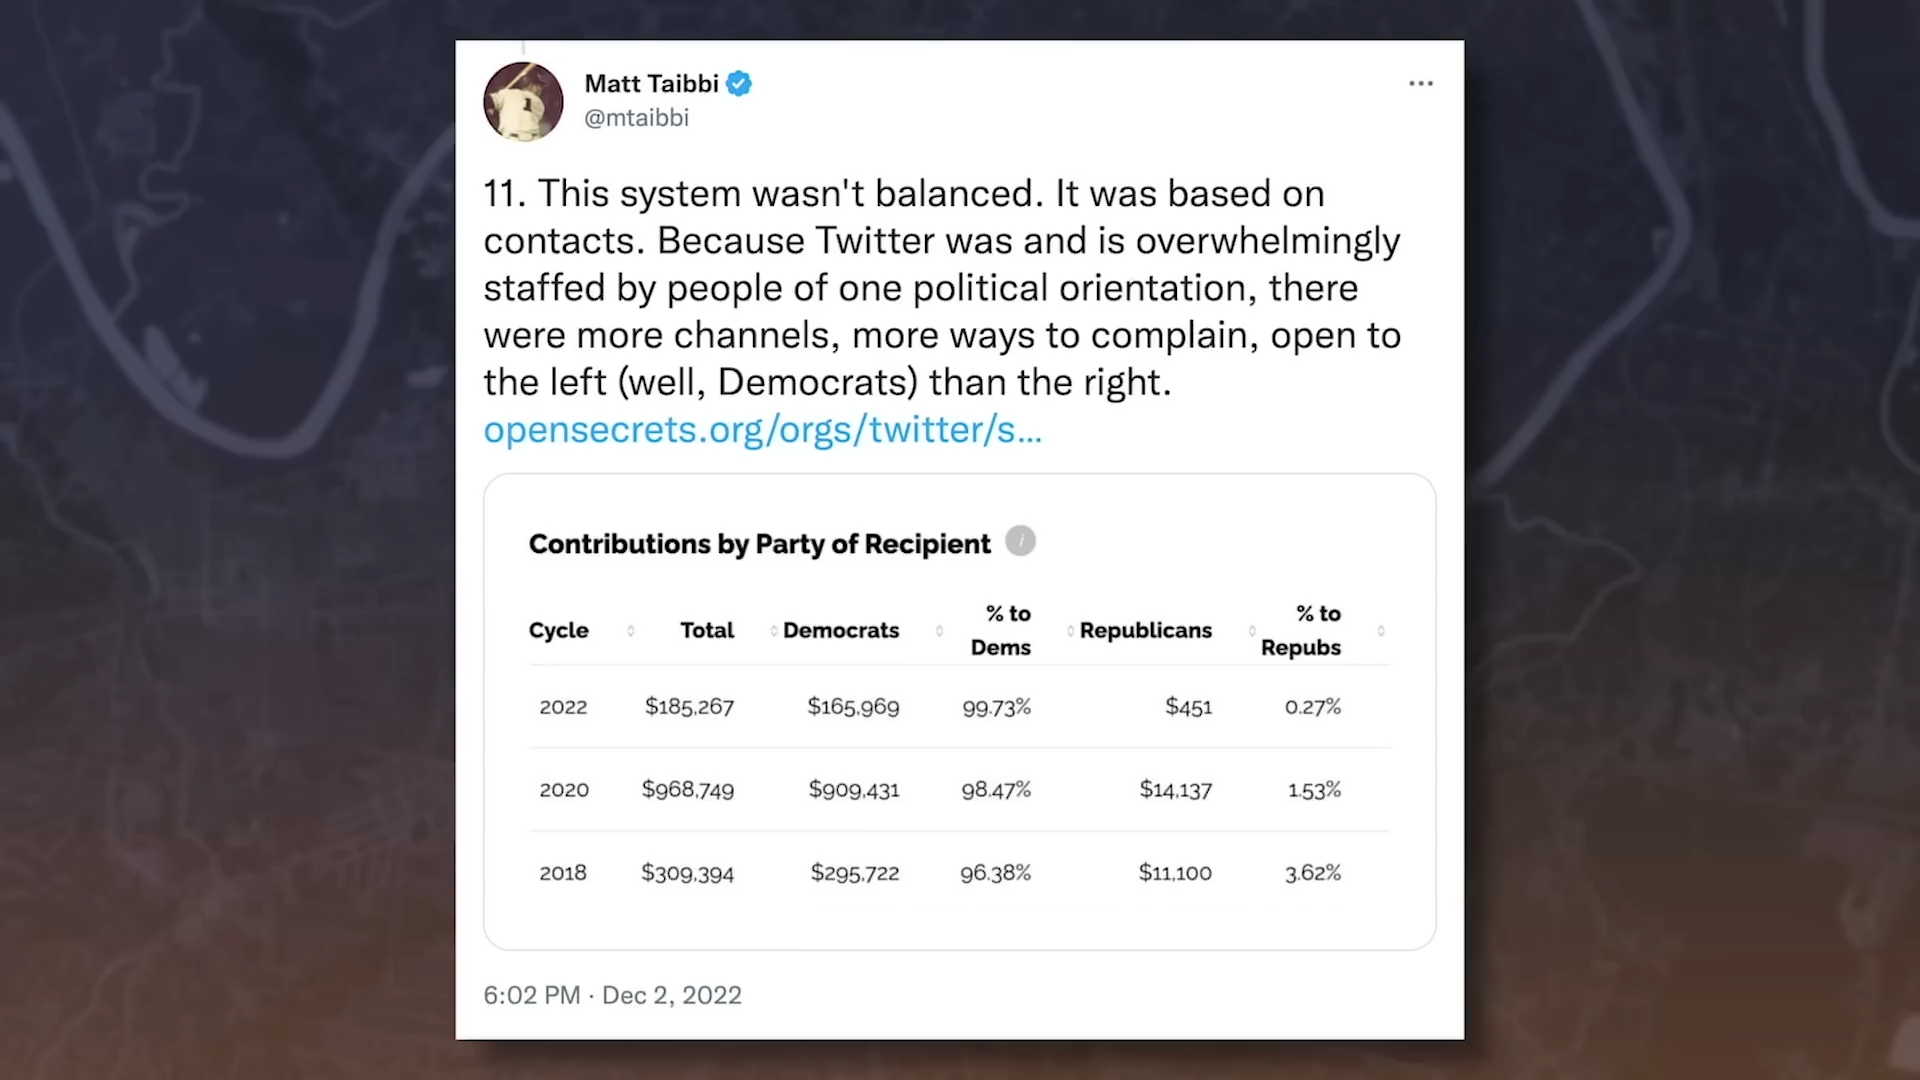 Matt Taibbi
@mtaibbi
11. This system wasn't balanced. It was based on
contacts. Because Twitter was and is overwhelmingly
staffed by people of one political orientation, there
were more channels, more ways to complain, open to
the left (well, Democrats) than the right.
opensecrets.org/orgs/twitter/s...
Contributions by Party of Recipient i
Cycle Total Democrats % to Dems Republicans % to Repubs
2022 $185,267 $165,969 99.73% $451 0.27%
2020 $968,749 $909,431 98.47% $14,137 1.53%
2018 $309,394 $295,722 96.38% $11,100 3.62%
6:02 PM · Dec 2, 2022